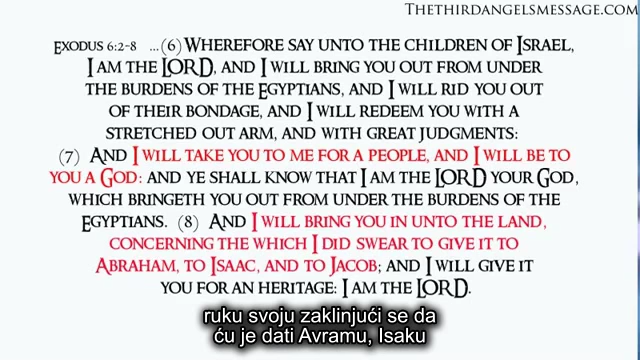 Thethirdangelsmessage.com
Exodus 6:2-8 ...(6) Wherefore say unto the children of Israel,
I am the LORD, and I will bring you out from under
the burdens of the Egyptians, and I will rid you out
of their bondage, and I will redeem you with a
stretched out arm, and with great judgments:
(7) And I will take you to me for a people, and I will be to
you a God: and ye shall know that I am the LORD your God,
which bringeth you out from under the burdens of the
Egyptians. (8) And I will bring you in unto the land,
concerning the which I did swear to give it to
Abraham, to Isaac, and to Jacob; and I will give it
you for an heritage: I am the LORD.
ruku svoju zaklinjući se da
ću je dati Avramu, Isaku